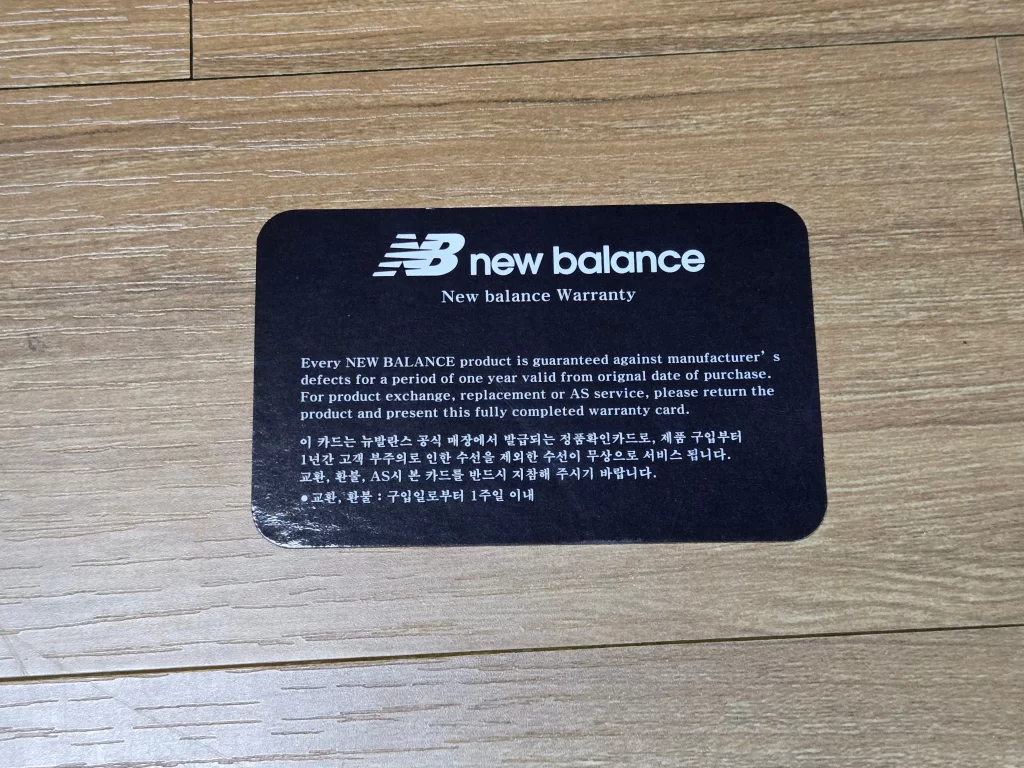 NB new balance
New balance Warranty
Every NEW BALANCE product is guaranteed against manufacturer’s
defects for a period of one year valid from orignal date of purchase.
For product exchange, replacement or AS service, please return the
product and present this fully completed warranty card.
이 카드는 뉴발란스 공식 매장에서 발급되는 정품확인카드로, 제품 구입부터
1년간 고객 부주의로 인한 수선을 제외한 수선이 무상으로 서비스 됩니다.
교환, 환불, AS시 본 카드를 반드시 지참해 주시기 바랍니다.
●교환, 환불 : 구입일로부터 1주일 이내